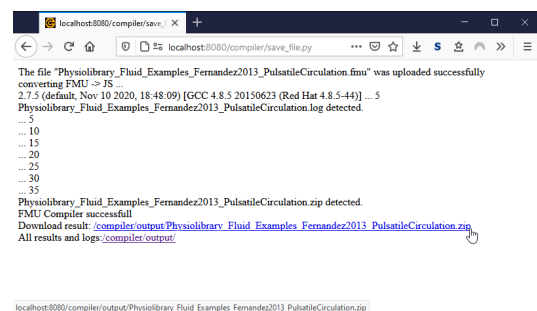 localhost:8080/compiler/save_f
localhost:8080/compiler/save_file.py
The file "Physiolibrary_Fluid_Examples_Fernandez2013_PulsatileCirculation.fmu" was uploaded successfully
converting FMU -> JS ...
2.7.5 (default, Nov 10 2020, 18:48:09) [GCC 4.8.5 20150623 (Red Hat 4.8.5-44)] ... 5
Physiolibrary_Fluid_Examples_Fernandez2013_PulsatileCirculation.log detected.
... 5
... 10
... 15
... 20
... 25
... 30
... 35
Physiolibrary_Fluid_Examples_Fernandez2013_PulsatileCirculation.zip detected.
FMU Compiler successfull
Download result: /compiler/output/Physiolibrary_Fluid_Examples_Fernandez2013_PulsatileCirculation.zip
All results and logs:/compiler/output/
localhost:8080/compiler/output/Physiolibrary_Fluid_Examples_Fernandez2013_PulsatileCirculation.zip